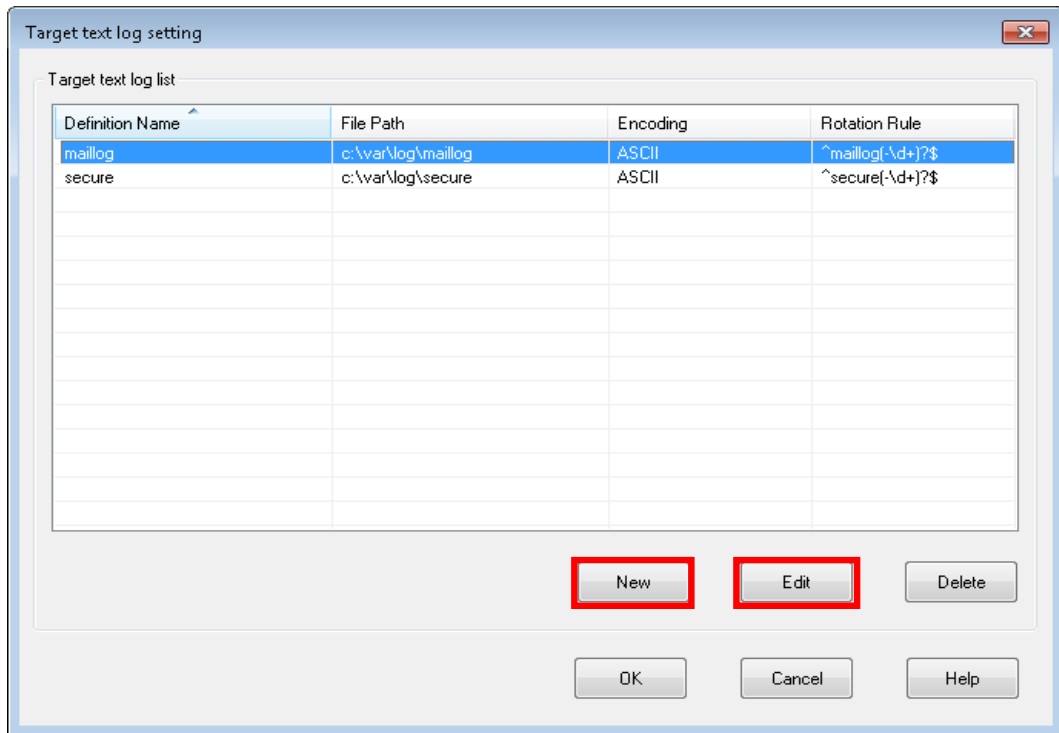 Target text log setting
Target text log list
Definition Name File Path Encoding Rotation Rule
maillog c:\var\log\maillog ASCII ^maillog(-\d+)?$
secure c:\var\log\secure ASCII ^secure(-\d+)?$
New Edit Delete
OK Cancel Help